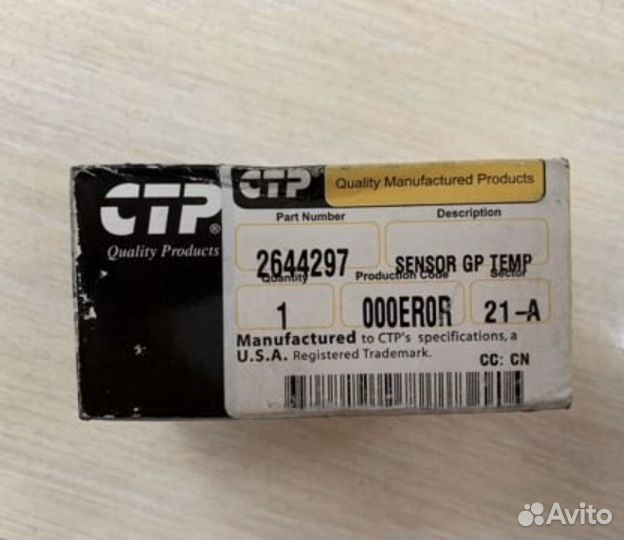 CTP®
Quality Products
CTP Quality Manufactured Products
Part Number Description
2644297 SENSOR GP TEMP
Quantity Production Code Sector
1 000ER0R 21-A
Manufactured to CTP's specifications, a
U.S.A. Registered Trademark.
CC: CN
Avito